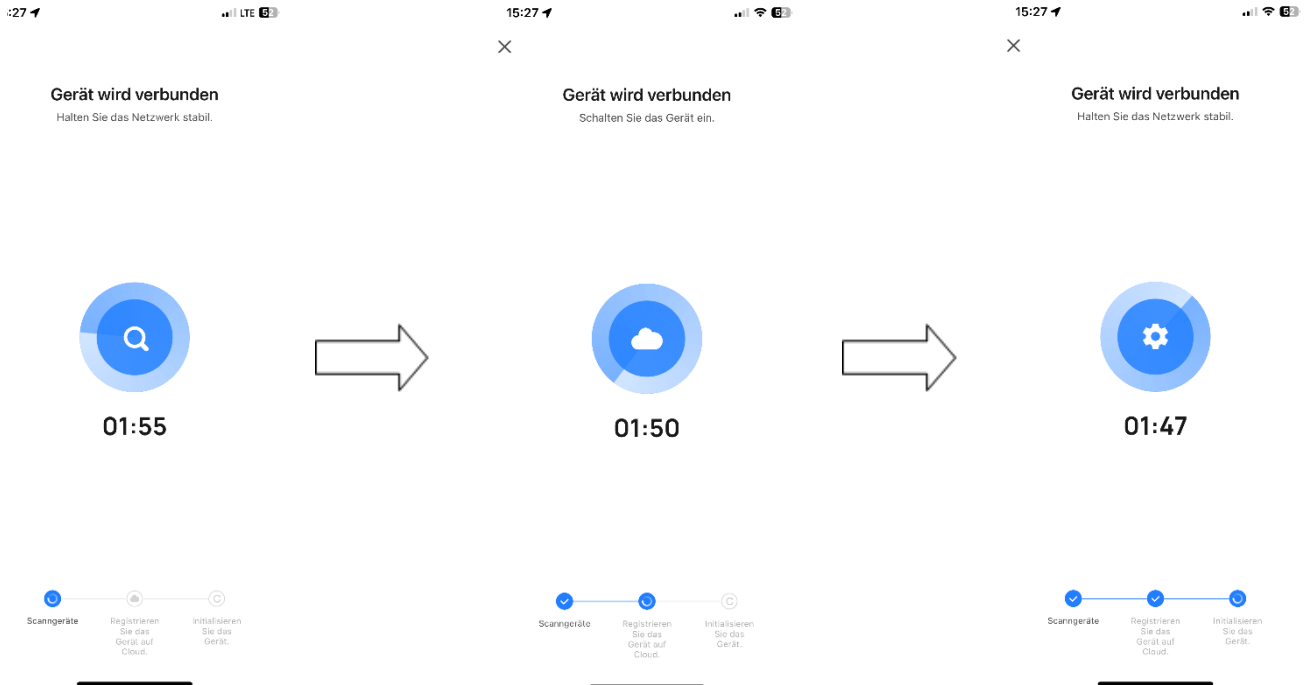 :27
LTE 52
Gerät wird verbunden
Halten Sie das Netzwerk stabil.
01:55
Scanngeräte
Registrieren
Sie das
Gerät auf
Cloud.
Initialisieren
Sie das
Gerät.
15:27
52
Gerät wird verbunden
Schalten Sie das Gerät ein.
01:50
Scanngeräte
Registrieren
Sie das
Gerät auf
Cloud.
Initialisieren
Sie das
Gerät.
15:27
52
Gerät wird verbunden
Halten Sie das Netzwerk stabil.
01:47
Scanngeräte
Registrieren
Sie das
Gerät auf
Cloud.
Initialisieren
Sie das
Gerät.